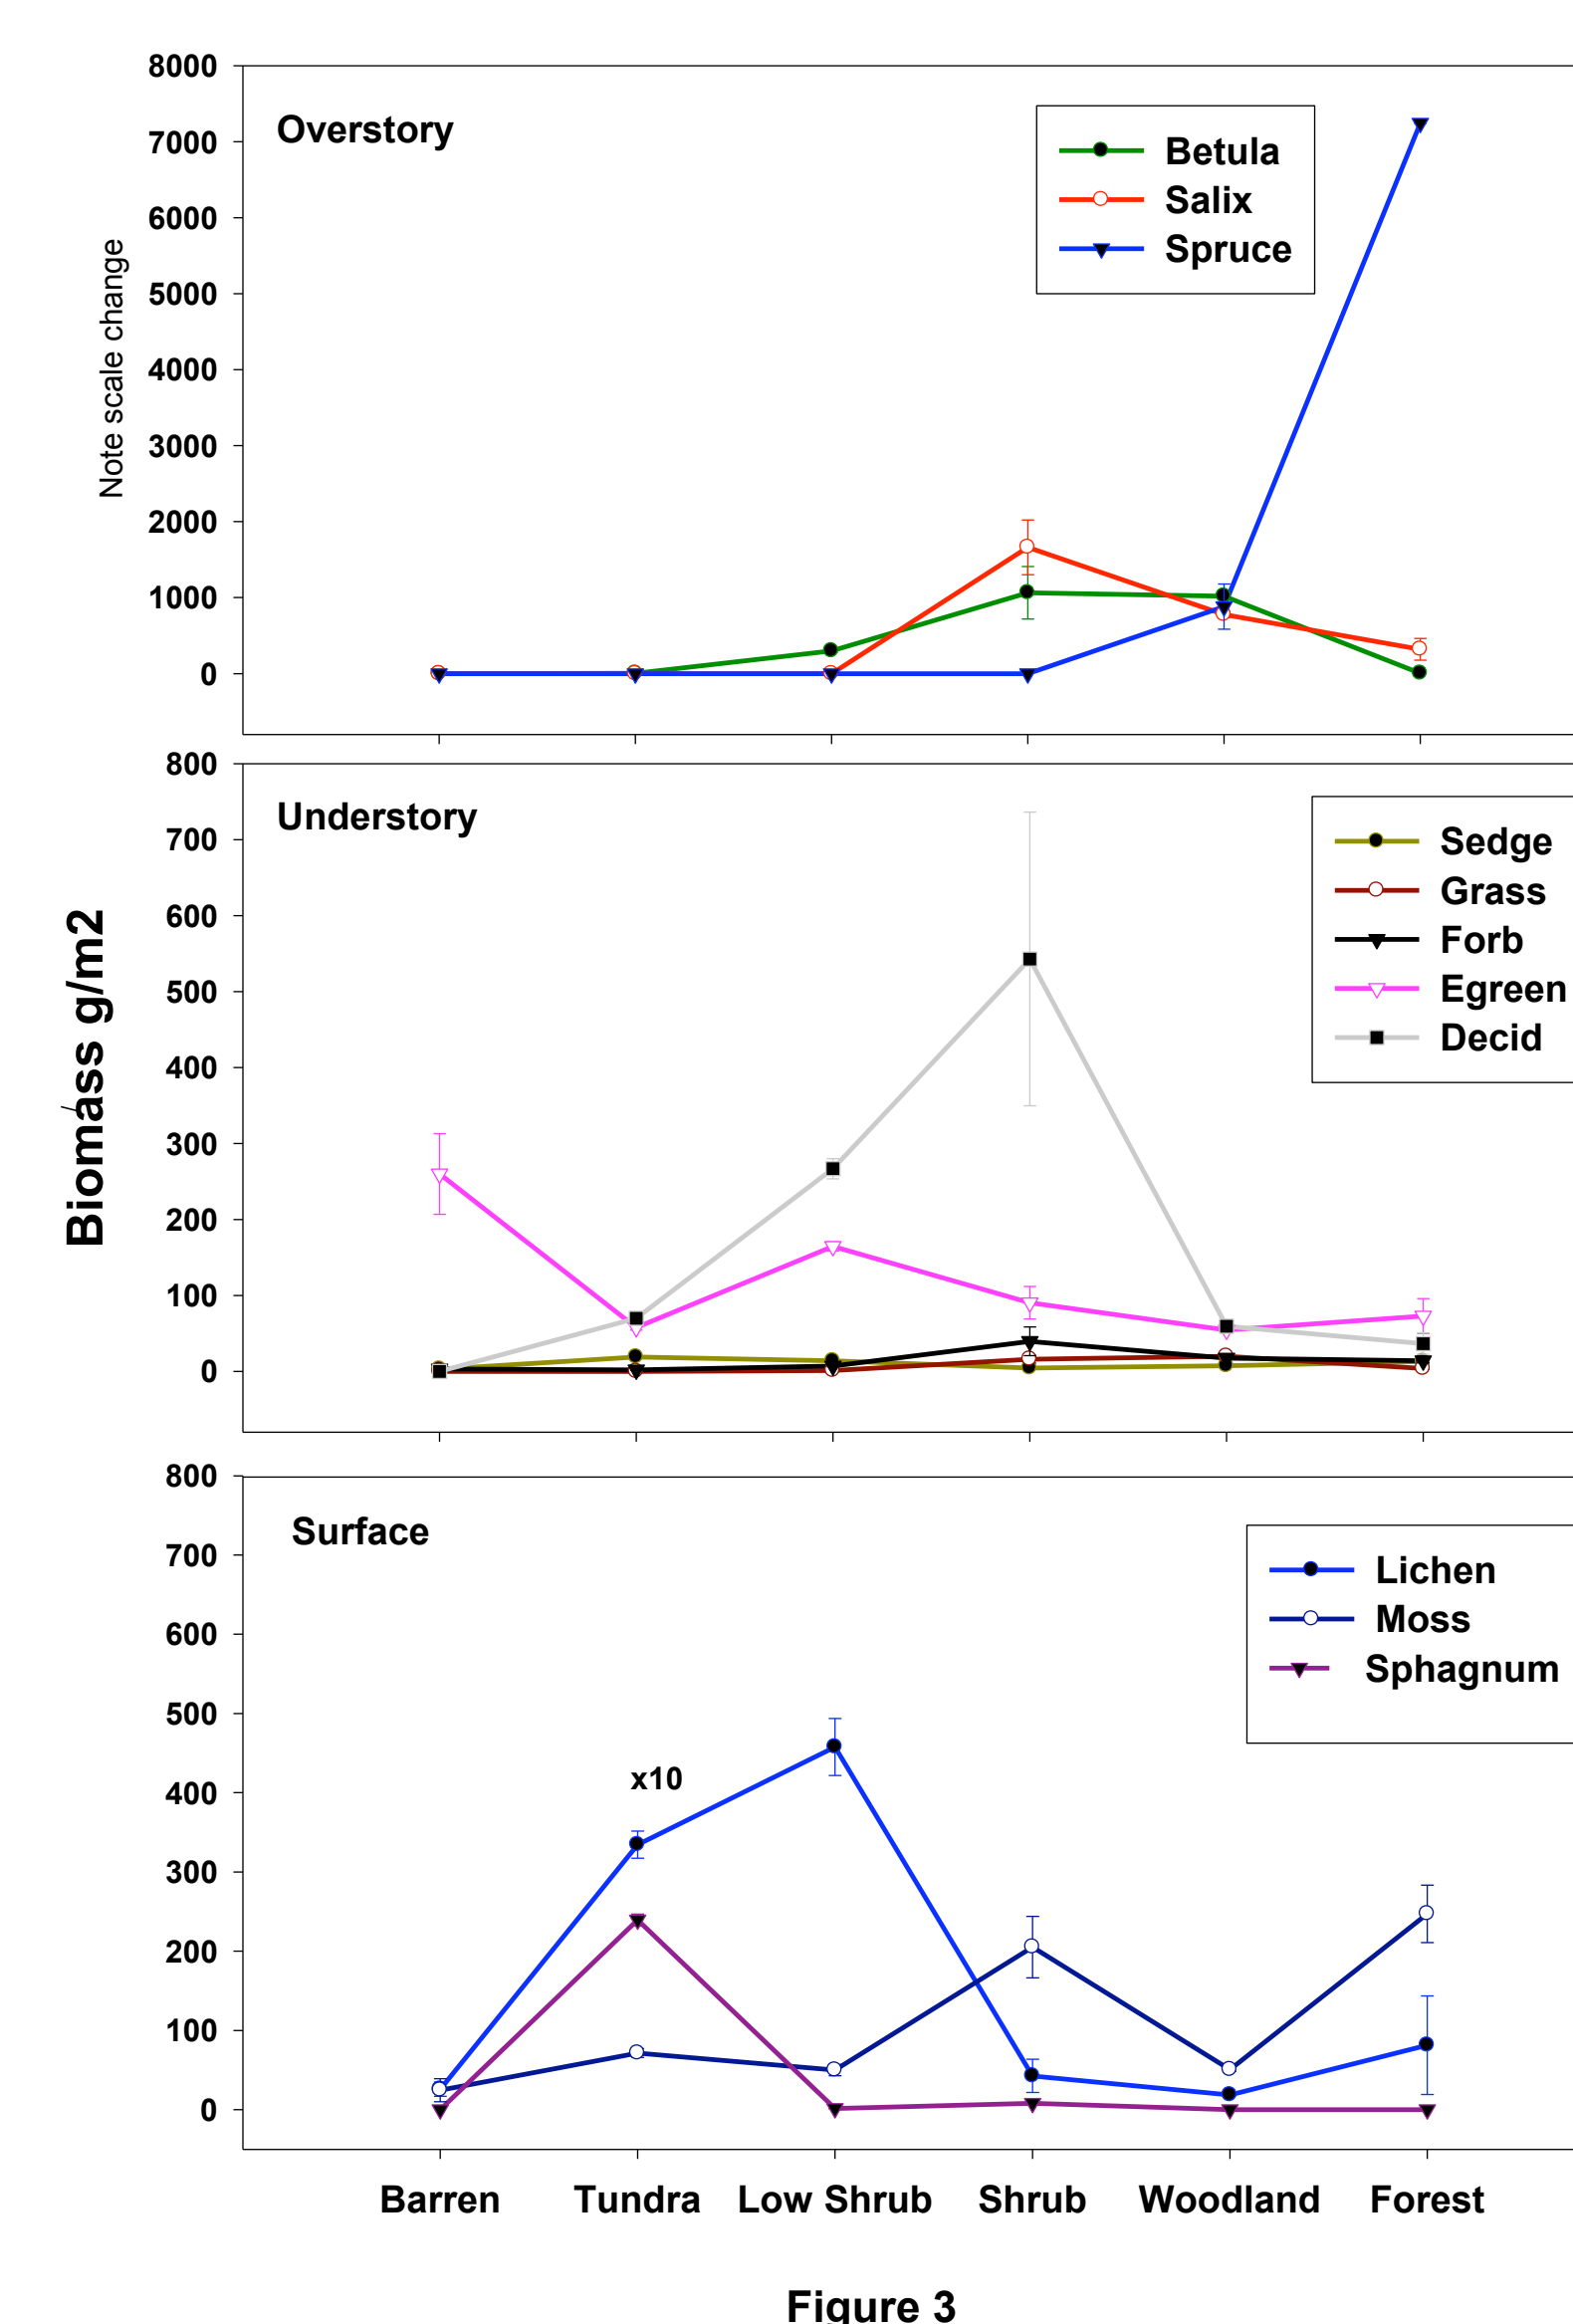 Overstory
Note scale change
8000
7000
6000
5000
4000
3000
2000
1000
0
Betula
Salix
Spruce
Biomass g/m2
Understory
800
700
600
500
400
300
200
100
0
Sedge
Grass
Forb
Egreen
Decid
Surface
800
700
600
500
400
300
200
100
0
x10
Lichen
Moss
Sphagnum
Barren Tundra Low Shrub Shrub Woodland Forest
Figure 3